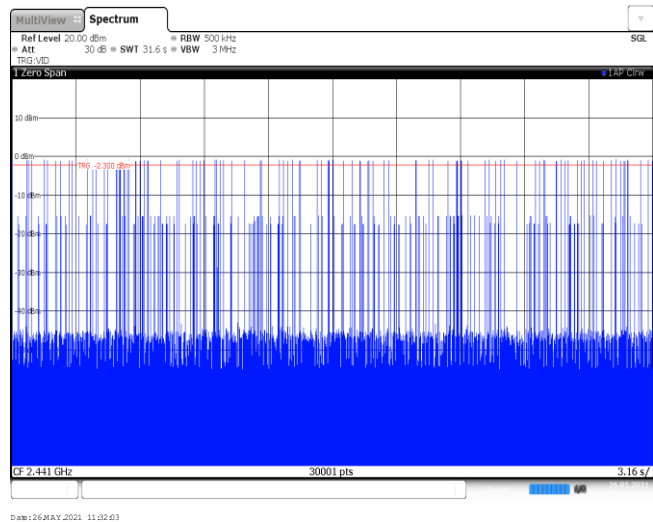 MultiView Spectrum
Ref Level 20.00 dBm RBW 500 kHz SGL
Att 30 dB SWT 31.6 s VBW 3 MHz
TRG:VID
1 Zero Span 1AP Clrw
10 dBm
0 dBm
TRG -2.300 dBm
-10 dBm
-20 dBm
-30 dBm
-40 dBm
CF 2.441 GHz 30001 pts 3.16 s/
26.05.2021
Date: 26.MAY.2021 11:32:03